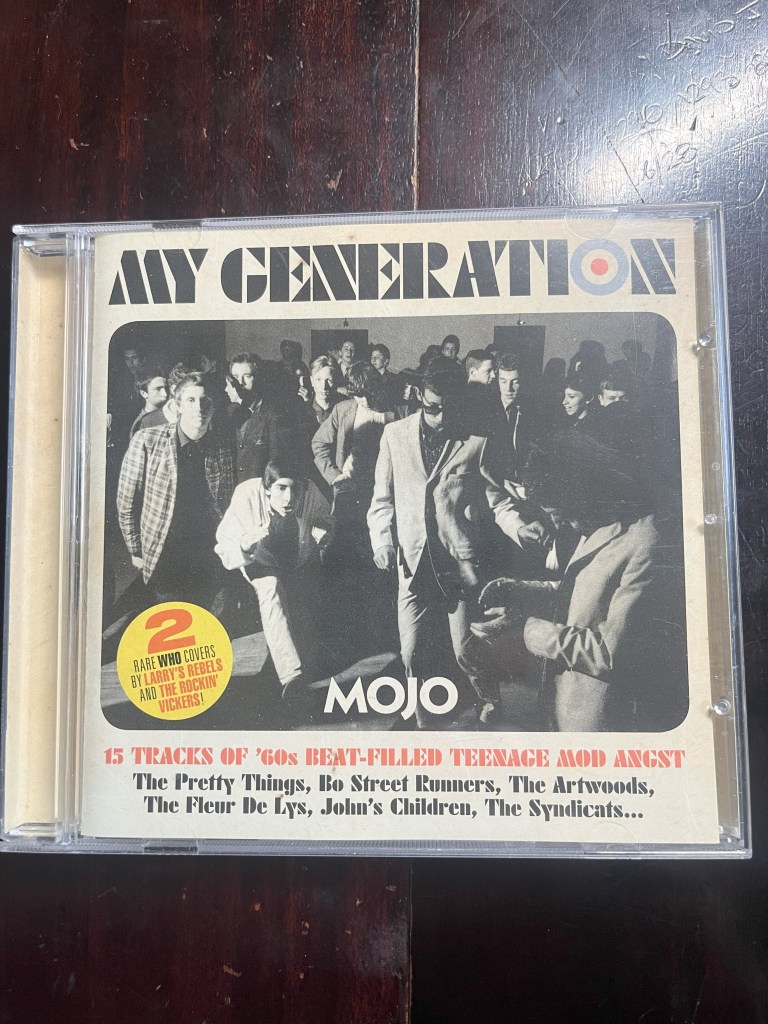 MY GENERATION
2
RARE WHO COVERS
BY LARRY'S REBELS
AND THE ROCKIN'
VICKERS!
MOJO
15 TRACKS OF '60s BEAT-FILLED TEENAGE MOD ANGST
The Pretty Things, Bo Street Runners, The Artwoods,
The Fleur De Lys, John's Children, The Syndicats...